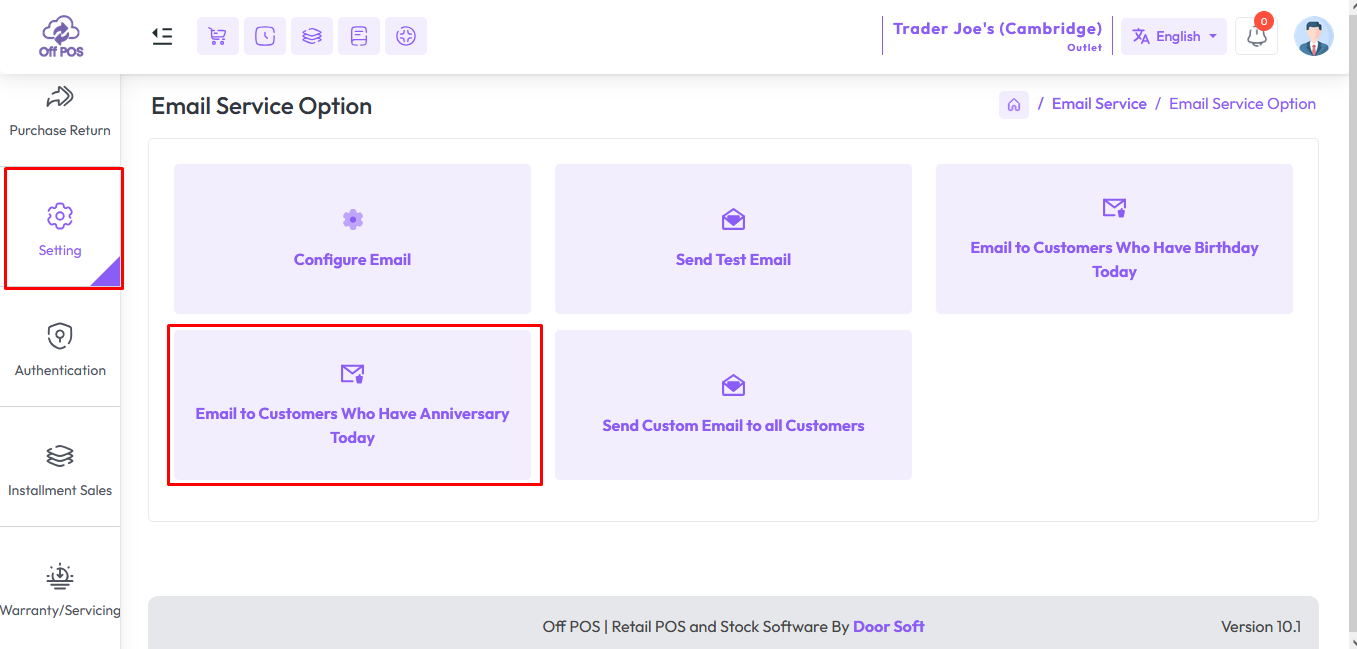 Off POS
Trader Joe's (Cambridge)
Outlet
English
0
Purchase Return
Setting
Authentication
Installment Sales
Warranty/Servicing
Email Service Option
/ Email Service / Email Service Option
Configure Email
Send Test Email
Email to Customers Who Have Birthday
Today
Email to Customers Who Have Anniversary
Today
Send Custom Email to all Customers
Off POS | Retail POS and Stock Software By Door Soft
Version 10.1